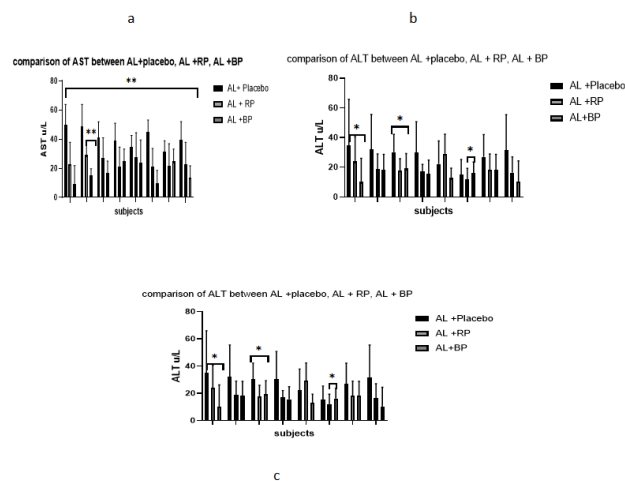 a
comparison of AST between AL+placebo, AL +RP, AL +BP
**
**
80
60
40
20
0
AST u/L
subjects
AL+ Placebo
AL + RP
AL +BP
b
comparison of ALT between AL +placebo, AL + RP, AL + BP
*
*
*
80
60
40
20
0
ALT u/L
subjects
AL +Placebo
AL +RP
AL+BP
comparison of ALT between AL +placebo, AL + RP, AL + BP
*
*
*
80
60
40
20
0
ALT u/L
subjects
AL +Placebo
AL +RP
AL+BP
c